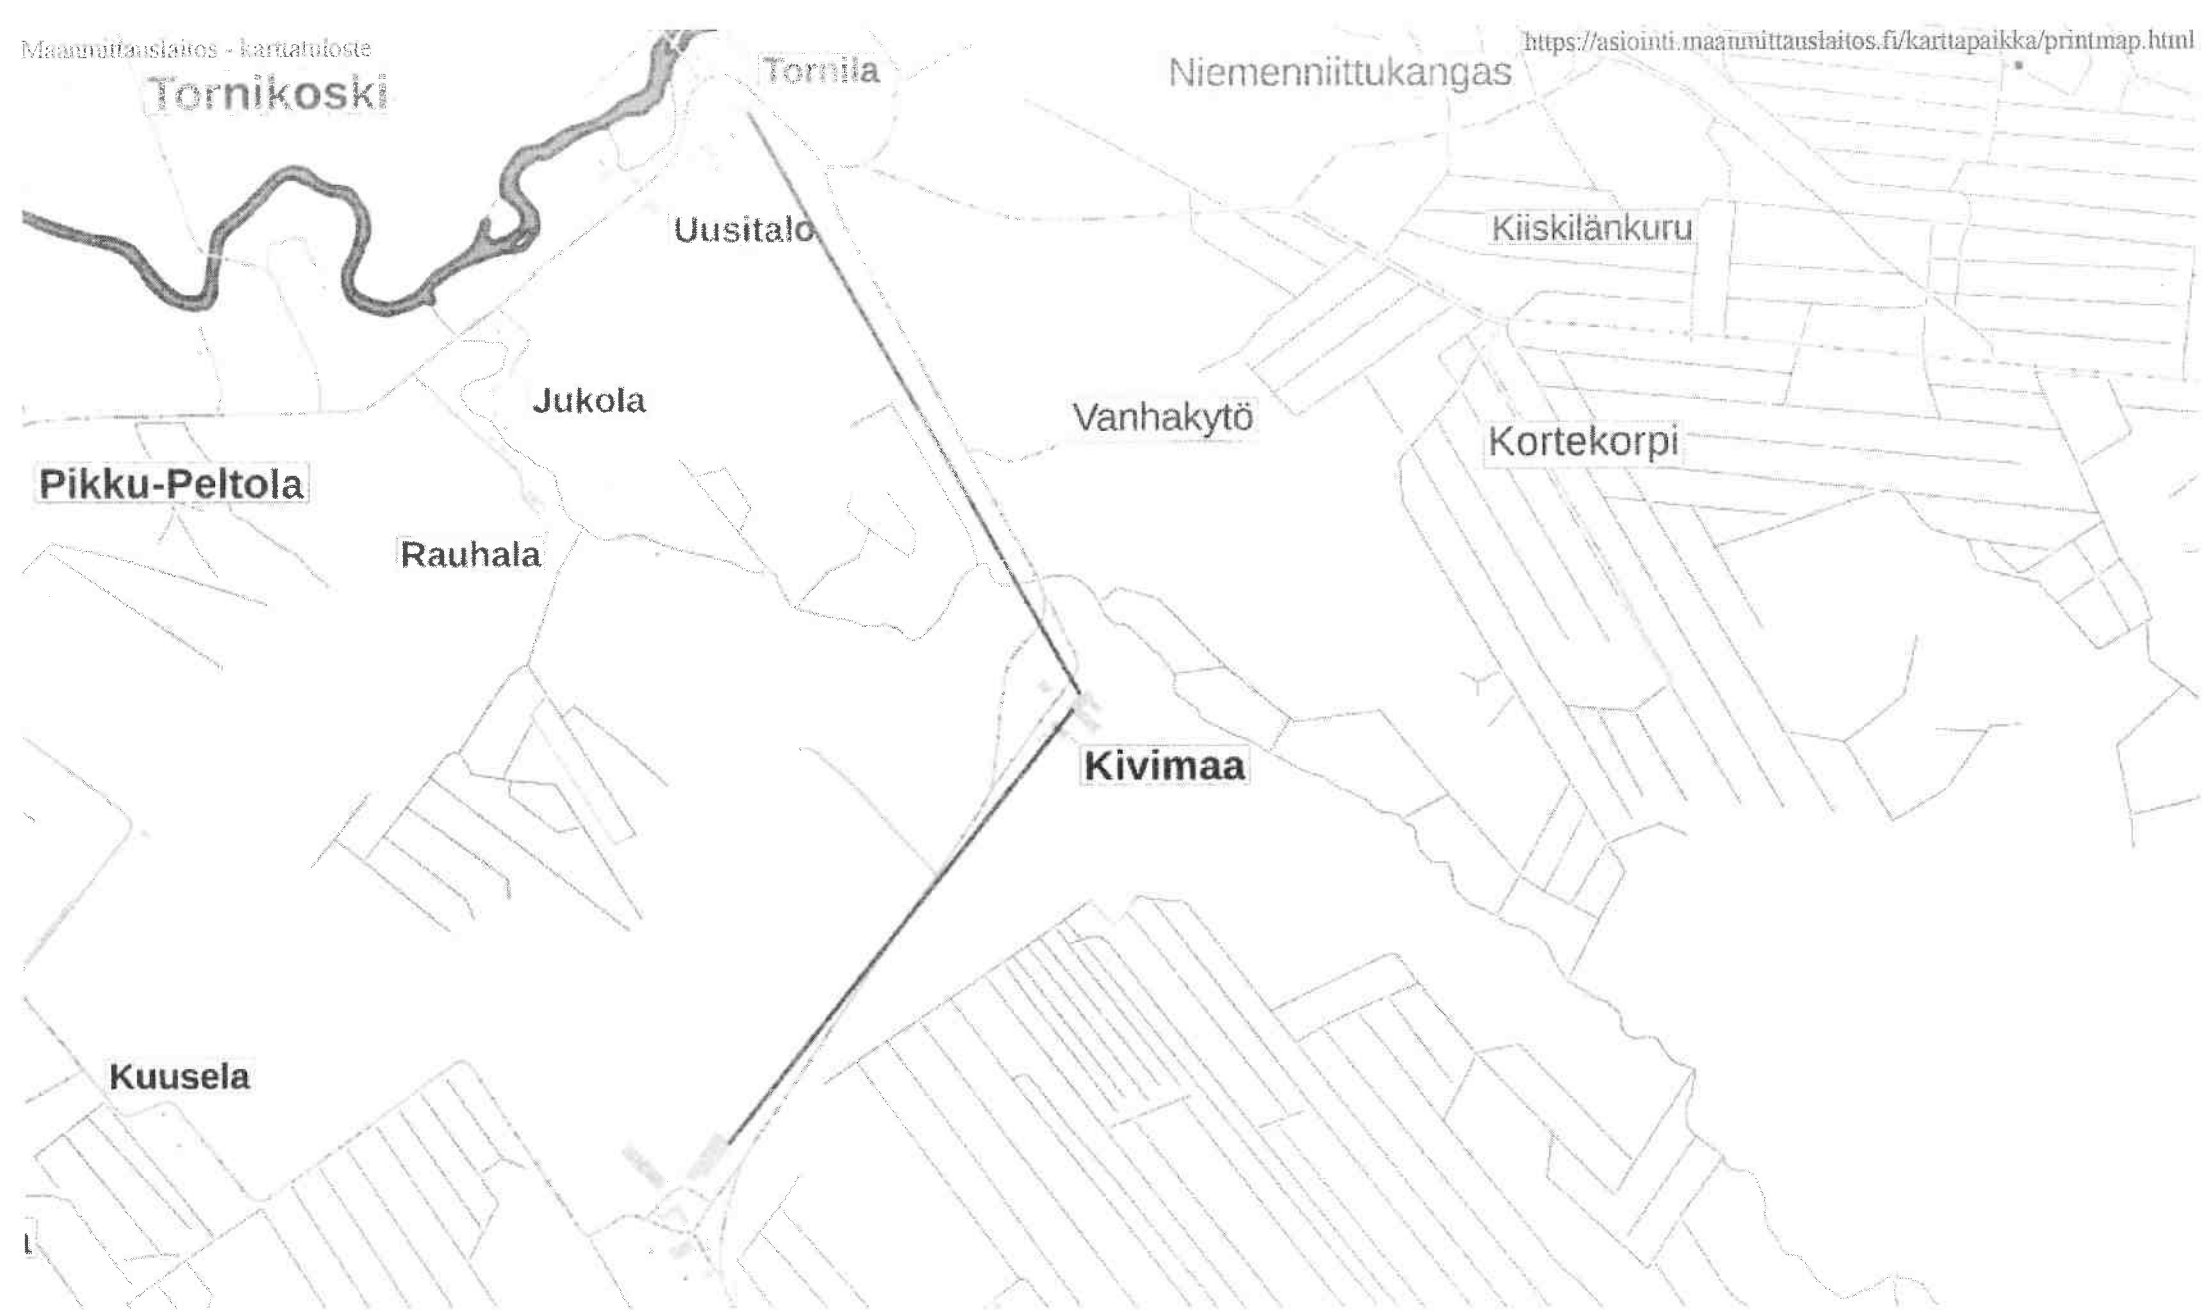 Maanmittauslaitos - karttatuloste
https://asiointi.maanmittauslaitos.fi/karttapaikka/printmap.html
Tornikoski
Tornila
Niemenniittukangas
Uusitalo
Kiiskilänkuru
Jukola
Vanhakytö
Kortekorpi
Pikku-Peltola
Rauhala
Kivimaa
Kuusela